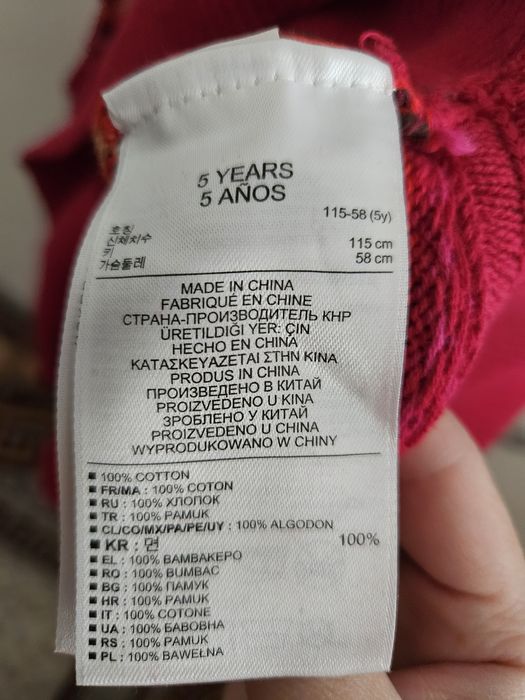 5 YEARS
5 AÑOS
115-58 (5y)
호칭
신체치수
키 115 cm
가슴둘레 58 cm
MADE IN CHINA
FABRIQUÉ EN CHINE
СТРАНА-ПРОИЗВОДИТЕЛЬ КНР
ÜRETILDIĞI YER: ÇIN
HECHO EN CHINA
ΚΑΤΑΣΚΕΥΑΖΕΤΑΙ ΣΤΗΝ ΚΙΝΑ
PRODUS IN CHINA
ПРОИЗВЕДЕНО В КИТАЙ
PROIZVEDENO U KINA
ЗРОБЛЕНО У КИТАЙ
PROIZVEDENO U CHINA
WYPRODUKOWANO W CHINY
100% COTTON
FR/MA : 100% COTON
RU : 100% ХЛОПОК
TR : 100% PAMUK
CL/CO/MX/PA/PE/UY : 100% ALGODON
KR : 면 100%
EL : 100% ΒΑΜΒΑΚΕΡΟ
RO : 100% BUMBAC
BG : 100% ПАМУК
HR : 100% PAMUK
IT : 100% COTONE
UA : 100% БАВОВНА
RS : 100% PAMUK
PL : 100% BAWEŁNA